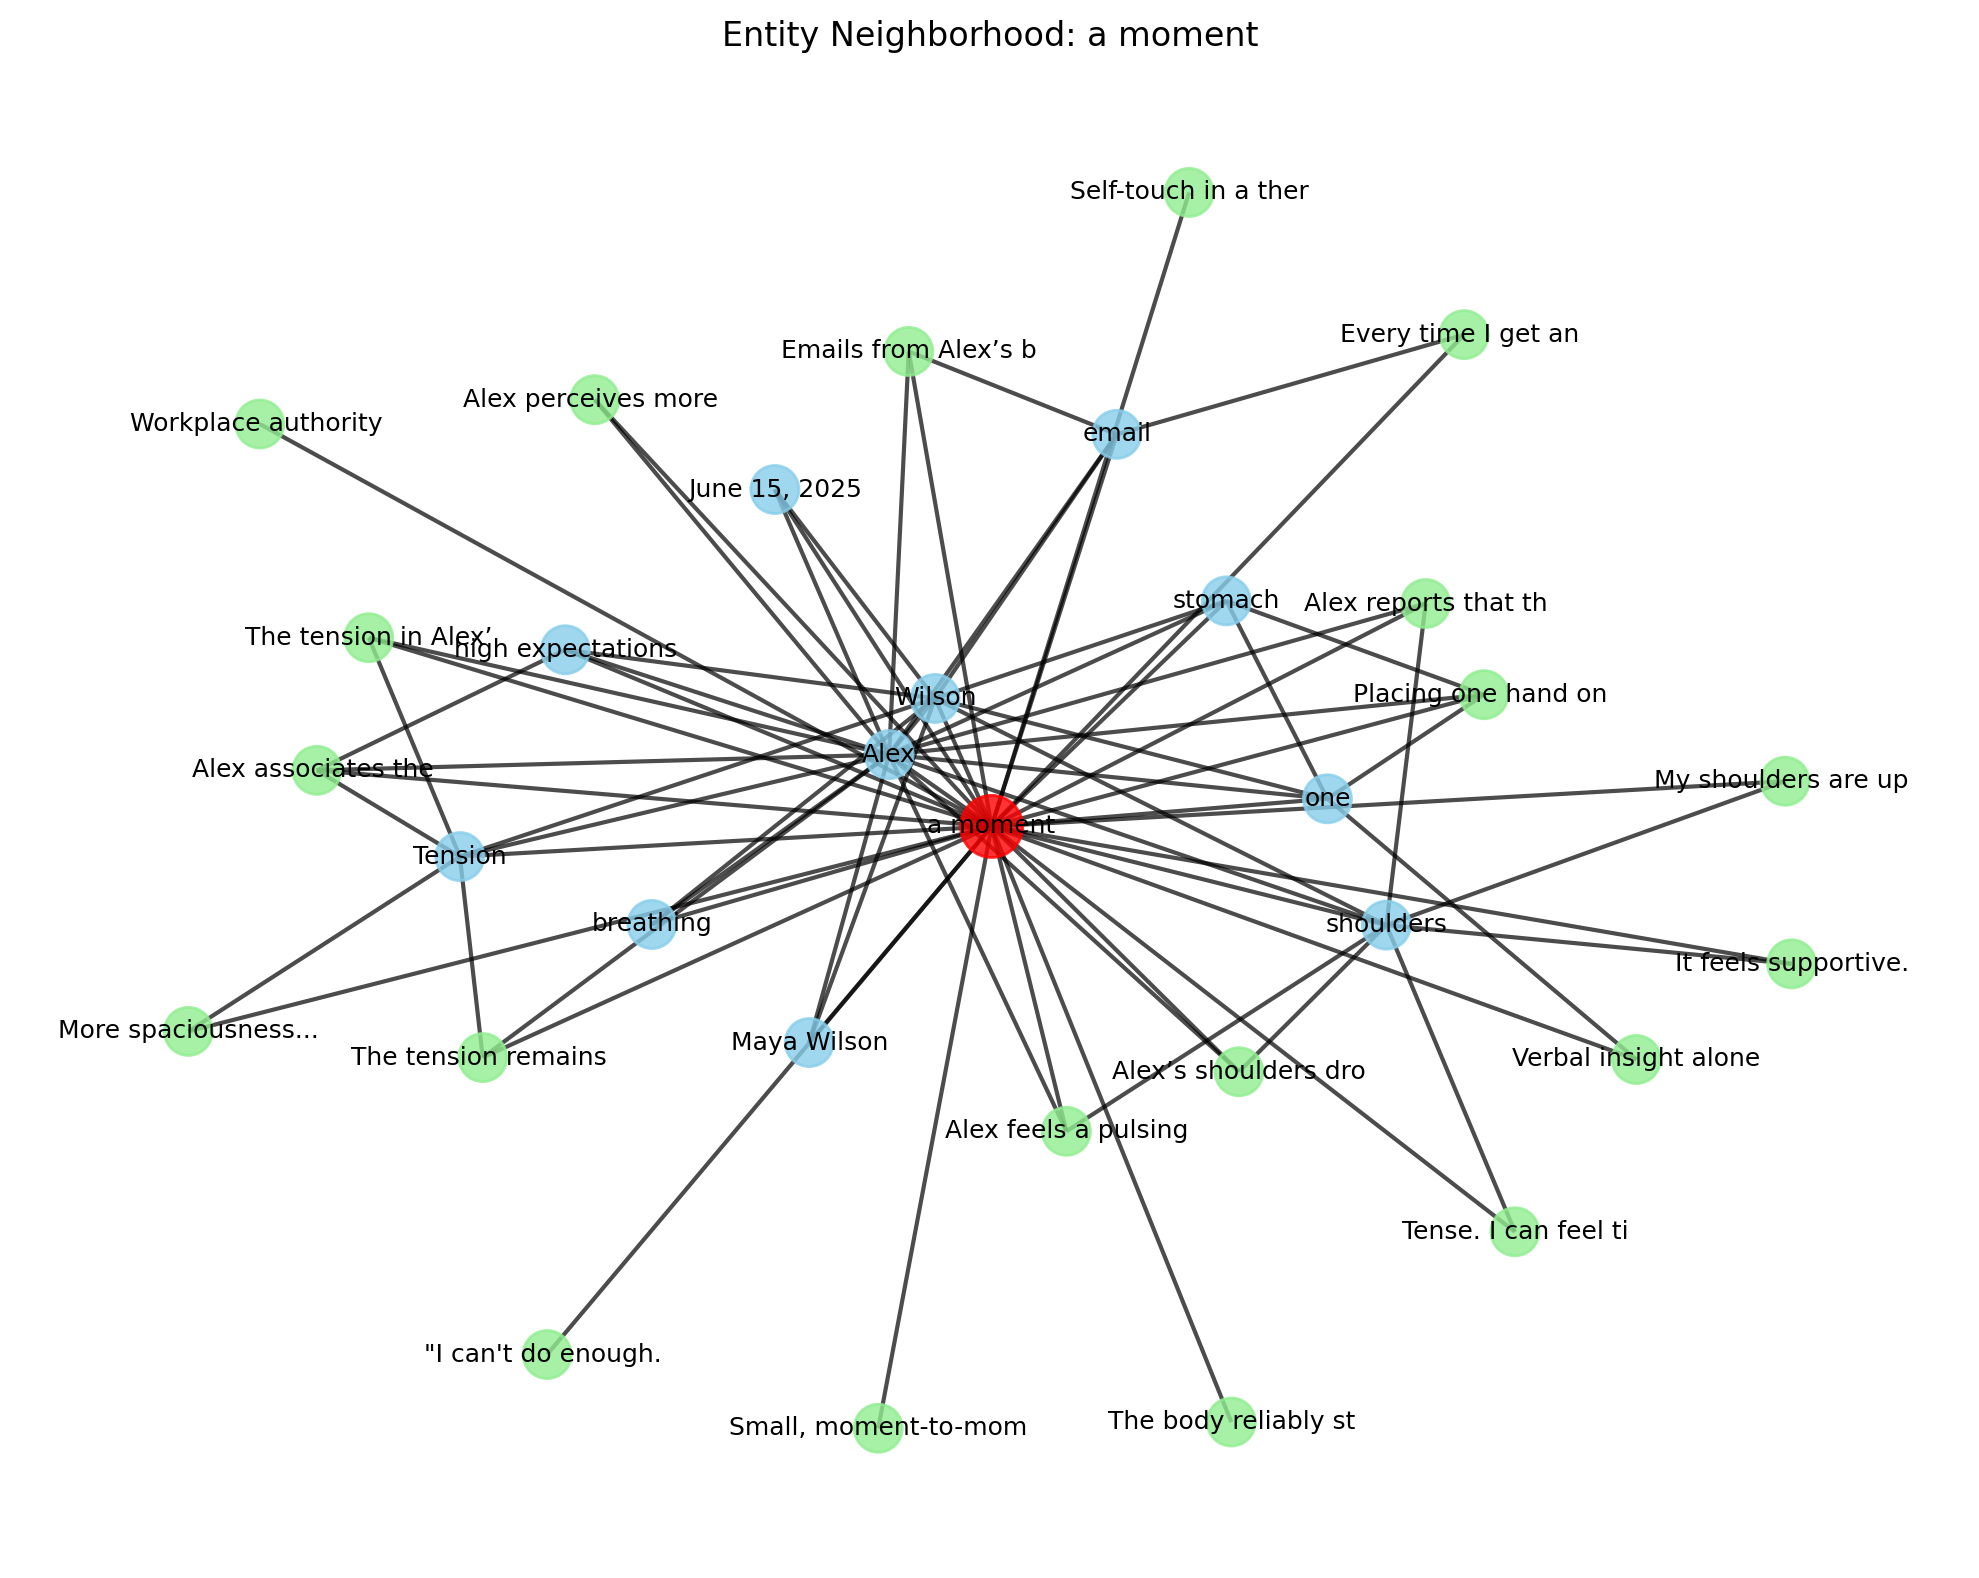 Entity Neighborhood: a moment
Self-touch in a ther
Every time I get an
Emails from Alex’s b
Alex perceives more
Workplace authority
email
June 15, 2025
stomach
Alex reports that th
The tension in Alex’
high expectations
Wilson
Placing one hand on
Alex
Alex associates the
My shoulders are up
one
a moment
Tension
breathing
shoulders
It feels supportive.
More spaciousness...
Maya Wilson
The tension remains
Verbal insight alone
Alex’s shoulders dro
Alex feels a pulsing
Tense. I can feel ti
"I can't do enough.
Small, moment-to-mom
The body reliably st